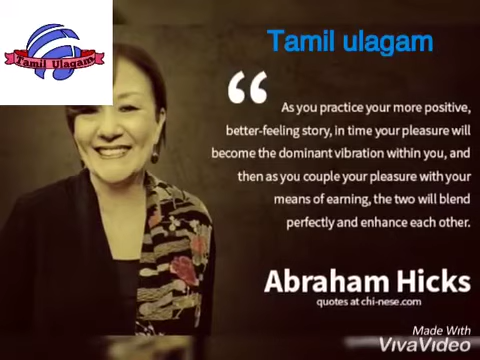 Tamil Ulagam
Tamil ulagam
“
As you practice your more positive,
better-feeling story, in time your pleasure will
become the dominant vibration within you, and
then as you couple your pleasure with your
means of earning, the two will blend
perfectly and enhance each other.
Abraham Hicks
quotes at chi-nese.com
Made With
VivaVideo